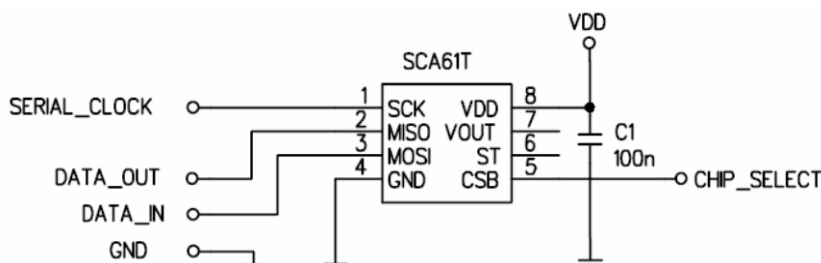 VDD
SCA61T
SERIAL_CLOCK 1 SCK VDD 8
2 MISO VOUT 7 C1
3 MOSI ST 6 100n
DATA_OUT 4 GND CSB 5 CHIP_SELECT
DATA_IN
GND